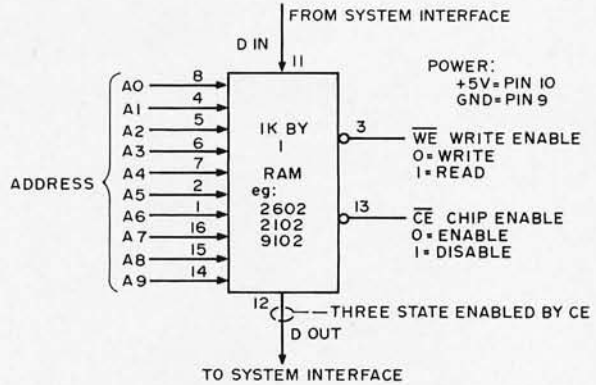 FROM SYSTEM INTERFACE
D IN
11
POWER:
+5V = PIN 10
GND = PIN 9
ADDRESS
A0 8
A1 4
A2 5
A3 6
A4 7
A5 2
A6 1
A7 16
A8 15
A9 14
1K BY
1
RAM
eg:
2602
2102
9102
3
W̅E̅ WRITE ENABLE
0 = WRITE
1 = READ
13
C̅E̅ CHIP ENABLE
0 = ENABLE
1 = DISABLE
12
THREE STATE ENABLED BY CE
D OUT
TO SYSTEM INTERFACE